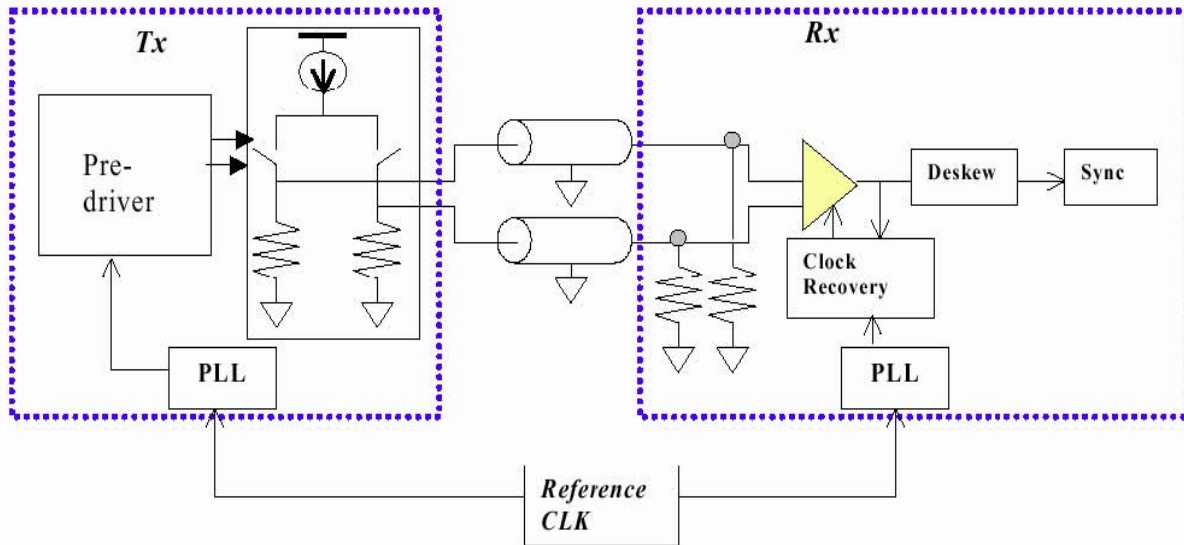 Tx
Rx
Pre-
driver
Deskew
Sync
Clock
Recovery
PLL
PLL
Reference
CLK